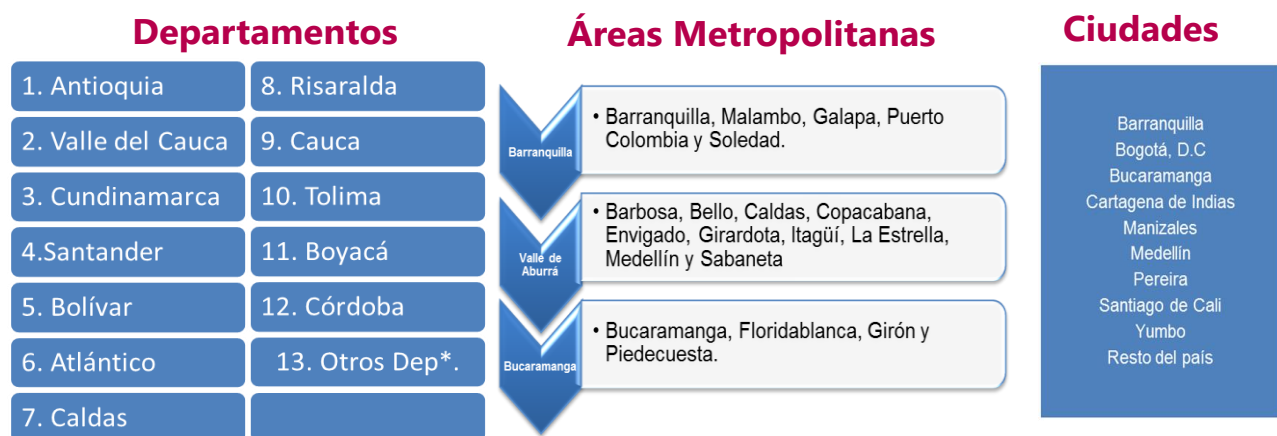 Departamentos
1. Antioquia
2. Valle del Cauca
3. Cundinamarca
4.Santander
5. Bolívar
6. Atlántico
7. Caldas
8. Risaralda
9. Cauca
10. Tolima
11. Boyacá
12. Córdoba
13. Otros Dep*.
Áreas Metropolitanas
Barranquilla
• Barranquilla, Malambo, Galapa, Puerto
Colombia y Soledad.
Valle de
Aburrá
• Barbosa, Bello, Caldas, Copacabana,
Envigado, Girardota, Itagüí, La Estrella,
Medellín y Sabaneta
Bucaramanga
• Bucaramanga, Floridablanca, Girón y
Piedecuesta.
Ciudades
Barranquilla
Bogotá, D.C
Bucaramanga
Cartagena de Indias
Manizales
Medellín
Pereira
Santiago de Cali
Yumbo
Resto del país